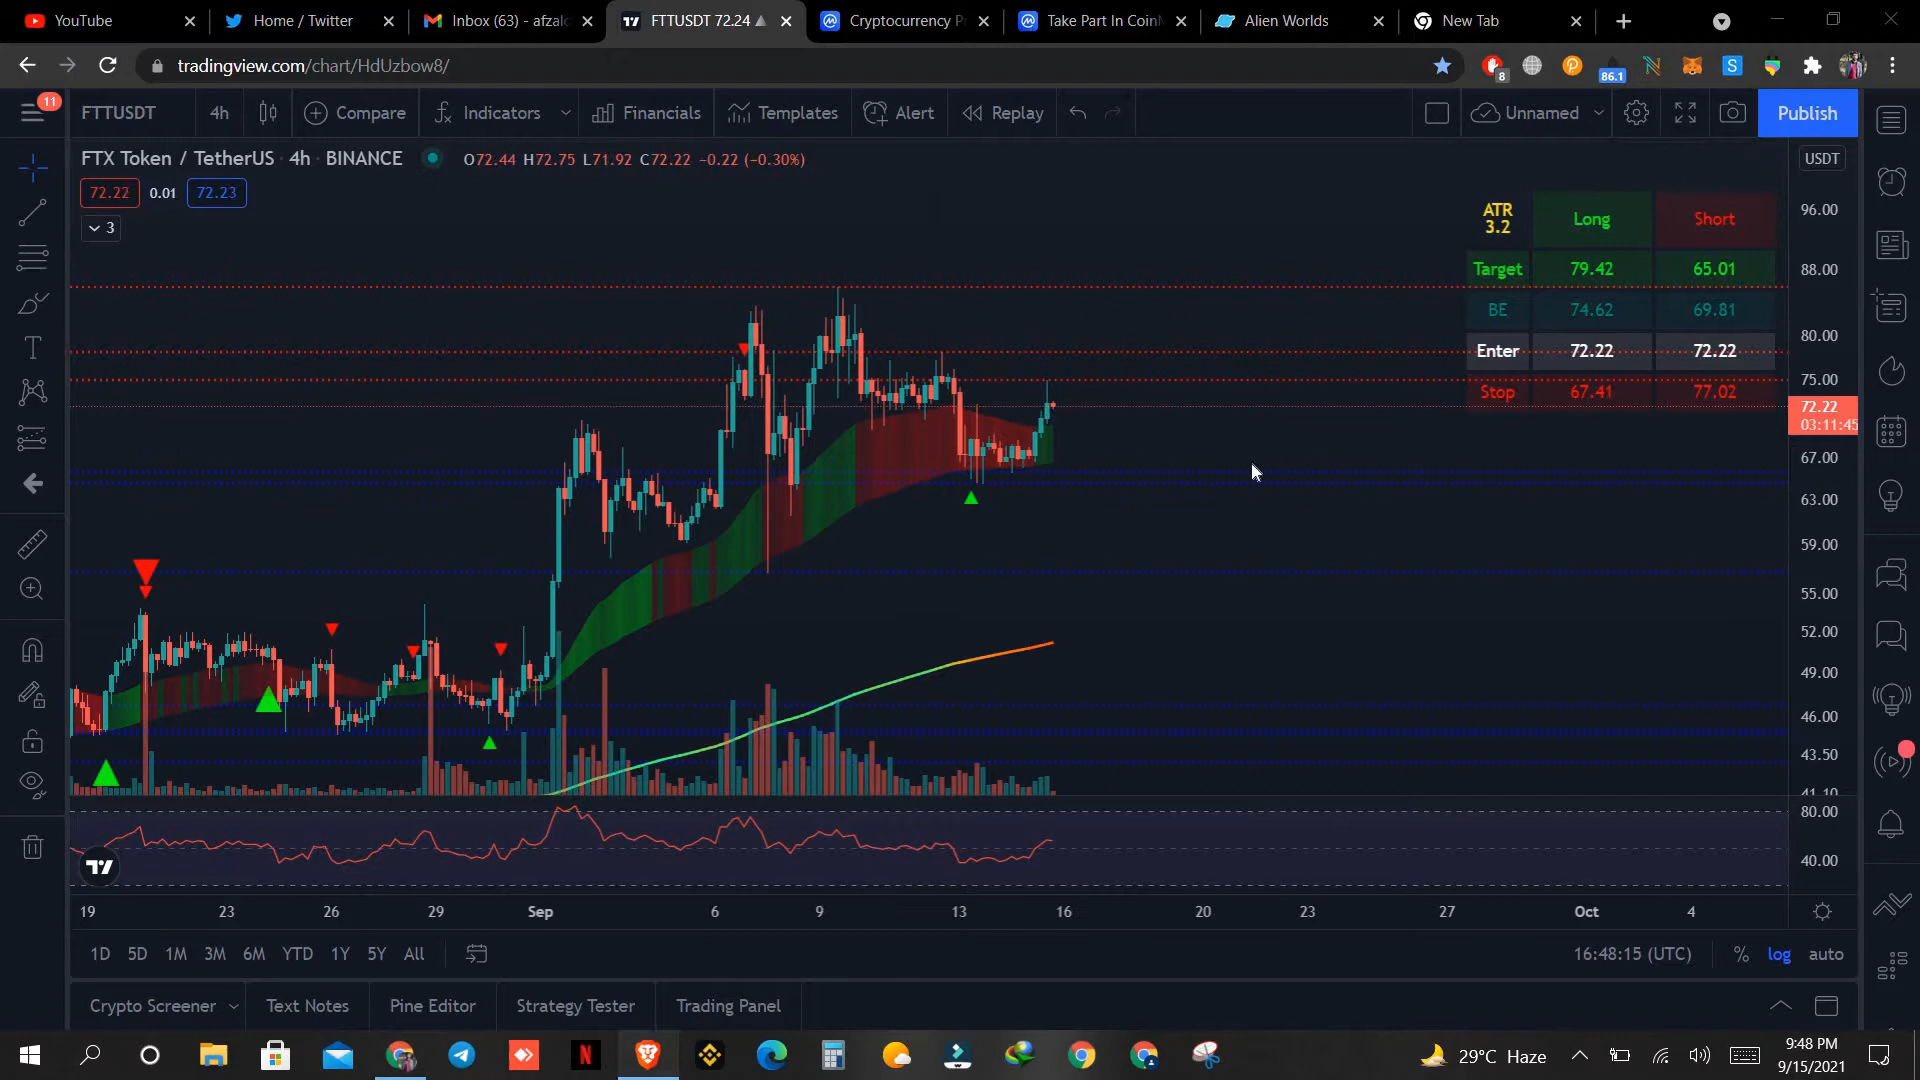 YouTube
Home / Twitter
Inbox (63) - afzal
FTTUSDT 72.24
Cryptocurrency P
Take Part In Coin
Alien Worlds
New Tab
tradingview.com/chart/HdUzbow8/
8
86.1
S
11
FTTUSDT
4h
Compare
Indicators
Financials
Templates
Alert
Replay
Unnamed
Publish
FTX Token / TetherUS · 4h · BINANCE
O72.44 H72.75 L71.92 C72.22 −0.22 (−0.30%)
USDT
72.22
0.01
72.23
3
ATR
3.2
Long
Short
Target
79.42
65.01
BE
74.62
69.81
Enter
72.22
72.22
Stop
67.41
77.02
96.00
88.00
80.00
75.00
72.22
03:11:45
67.00
63.00
59.00
55.00
52.00
49.00
46.00
43.50
41.10
80.00
40.00
19
23
26
29
Sep
6
9
13
16
20
23
27
Oct
4
1D
5D
1M
3M
6M
YTD
1Y
5Y
All
16:48:15 (UTC)
%
log
auto
Crypto Screener
Text Notes
Pine Editor
Strategy Tester
Trading Panel
29°C Haze
9:48 PM
9/15/2021